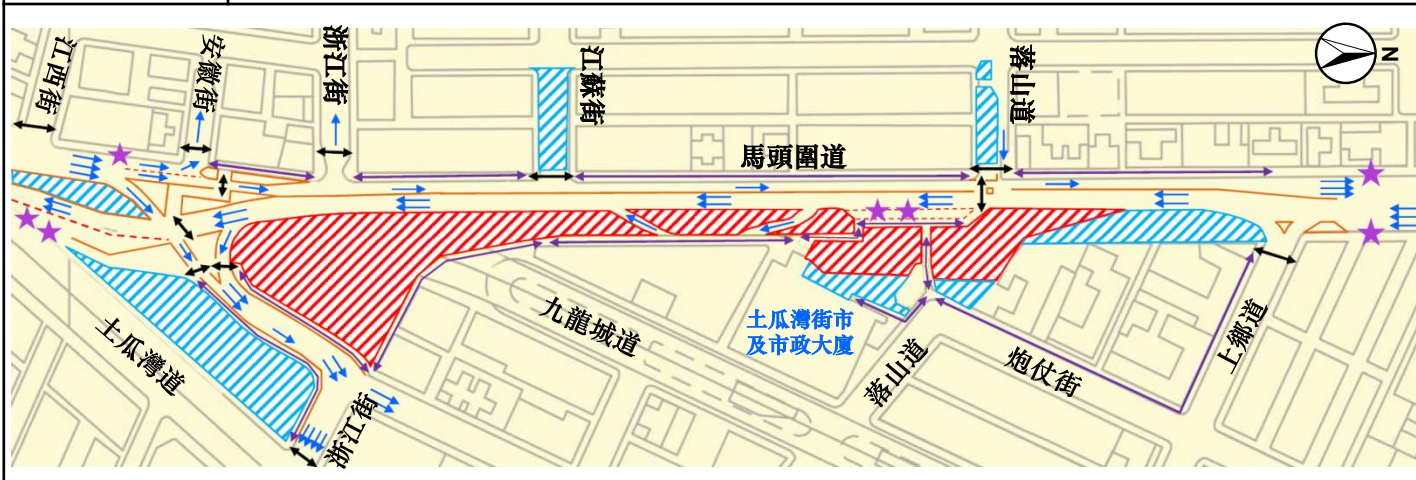 江西街
安徽街
浙江街
江蘇街
落山道
N
馬頭圍道
土瓜灣道
浙江街
九龍城道
土瓜灣街市
及市政大廈
落山道
炮仗街
上鄉道